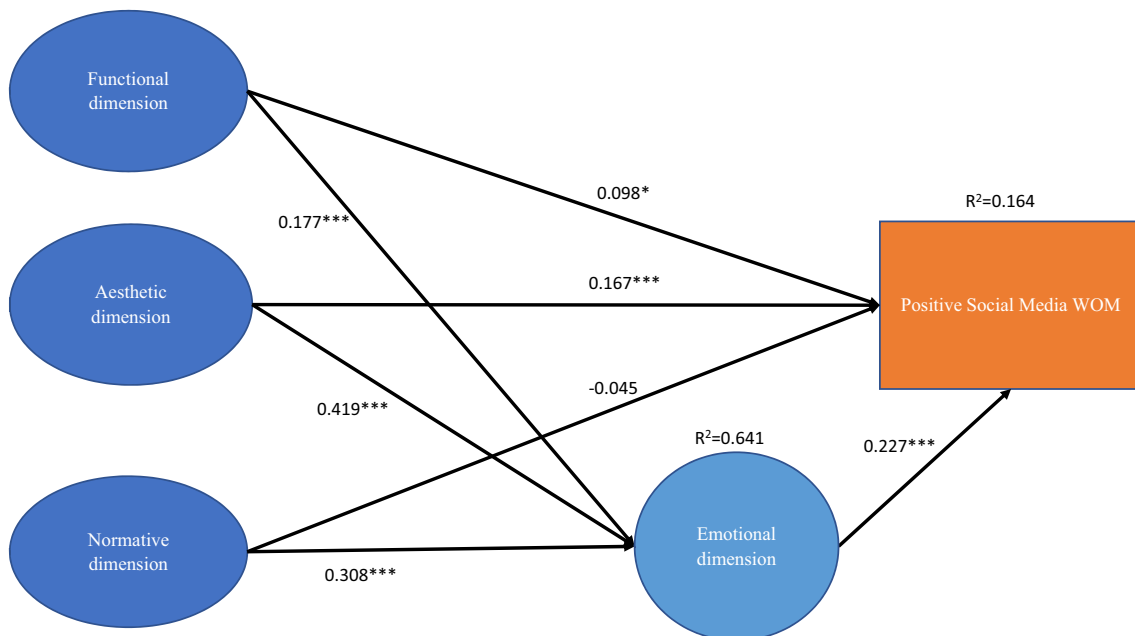 Functional
dimension
0.098*
R²=0.164
0.177***
Aesthetic
dimension
0.167***
Positive Social Media WOM
-0.045
0.419***
R²=0.641
0.227***
Normative
dimension
Emotional
dimension
0.308***